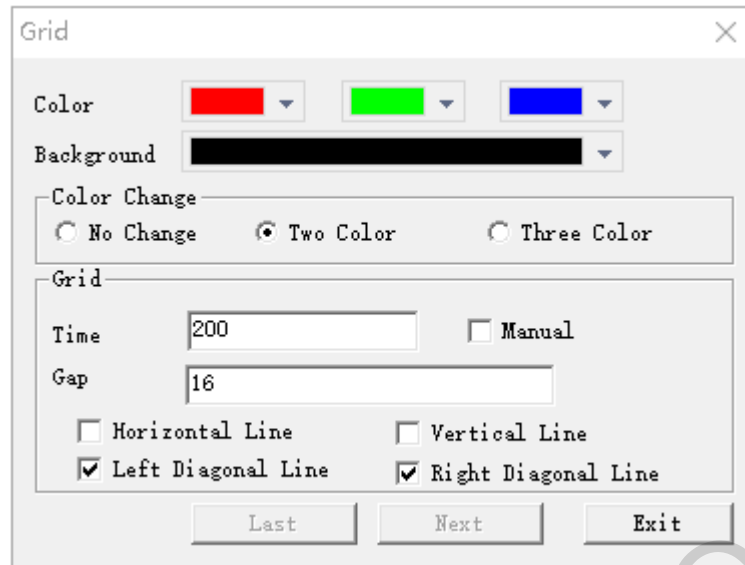 Grid
Color
Background
Color Change
No Change Two Color Three Color
Grid
Time 200 Manual
Gap 16
Horizontal Line Vertical Line
Left Diagonal Line Right Diagonal Line
Last Next Exit